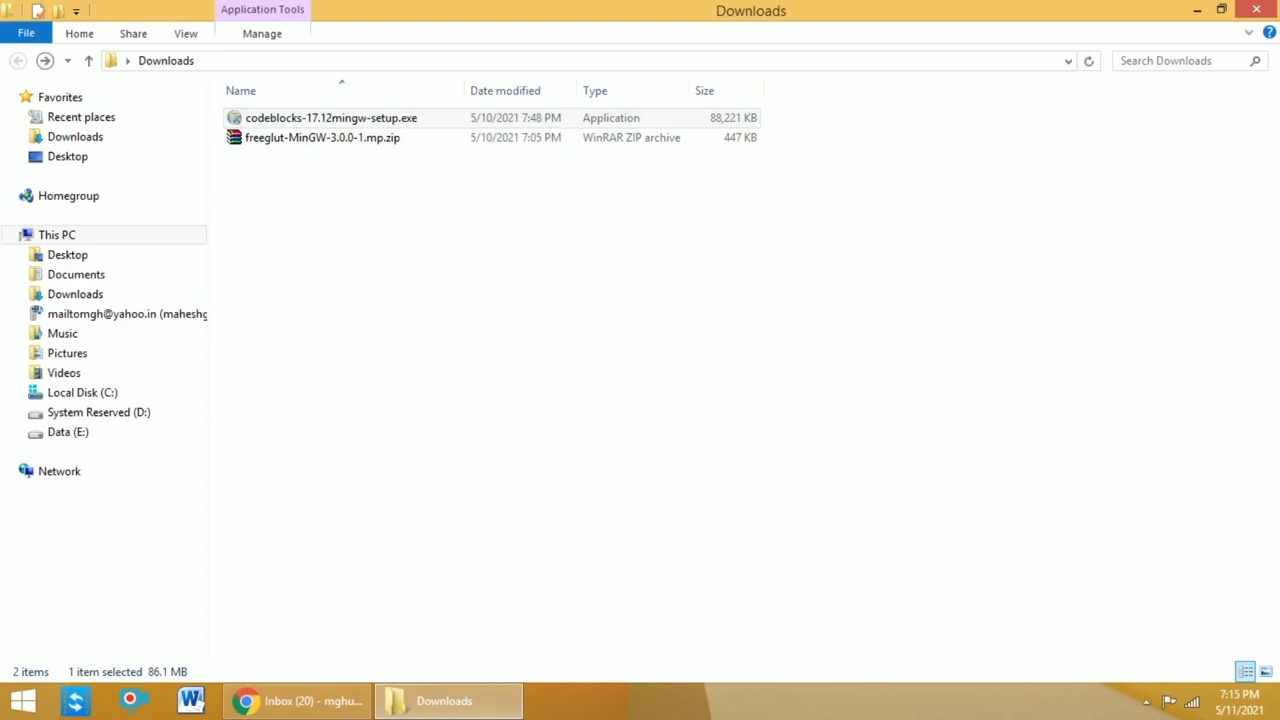 Application Tools
Downloads
File
Home
Share
View
Manage
Downloads
Search Downloads
Name
Date modified
Type
Size
codeblocks-17.12mingw-setup.exe
5/10/2021 7:48 PM
Application
88,221 KB
freeglut-MinGW-3.0.0-1.mp.zip
5/10/2021 7:05 PM
WinRAR ZIP archive
447 KB
Favorites
Recent places
Downloads
Desktop
Homegroup
This PC
Desktop
Documents
Downloads
mailtomgh@yahoo.in (maheshg
Music
Pictures
Videos
Local Disk (C:)
System Reserved (D:)
Data (E:)
Network
2 items
1 item selected 86.1 MB
Inbox (20) - mghu...
Downloads
7:15 PM
5/11/2021